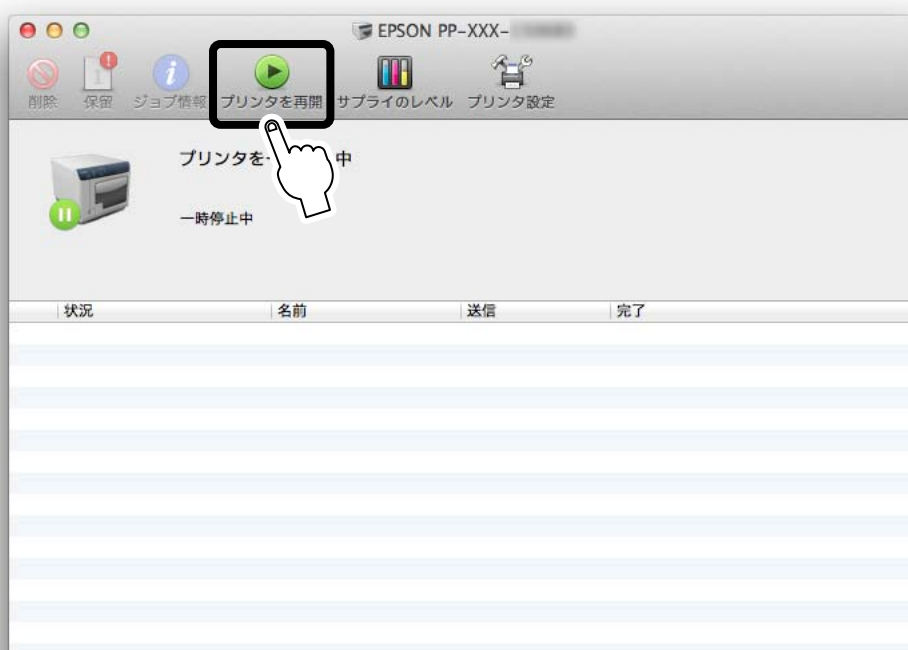 EPSON PP-XXX-
削除 保留 ジョブ情報 プリンタを再開 サプライのレベル プリンタ設定
プリンタを 中
一時停止中
状況 名前 送信 完了